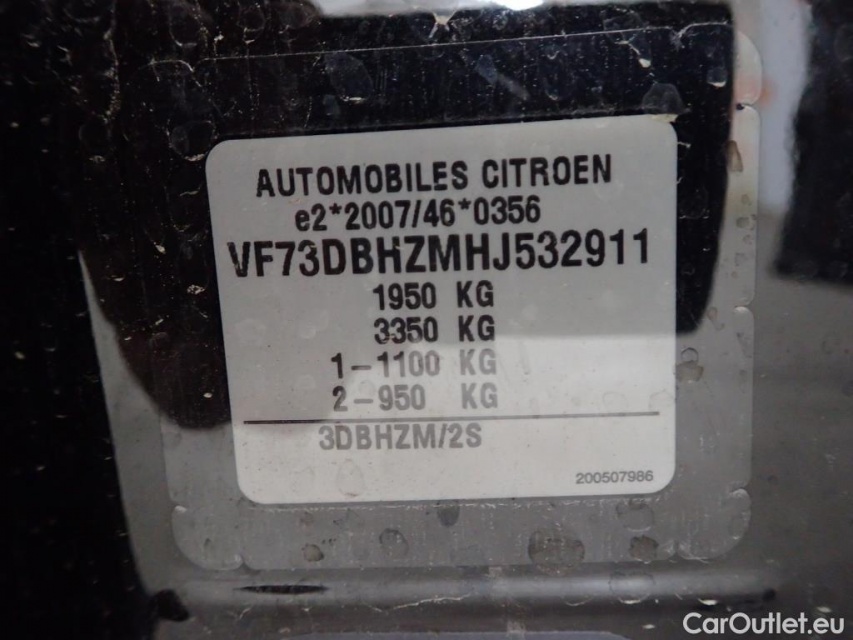 AUTOMOBILES CITROEN
e2*2007/46*0356
VF73DBHZMHJ532911
1950 KG
3350 KG
1-1100 KG
2-950 KG
3DBHZM/2S
200507986
CarOutlet.eu